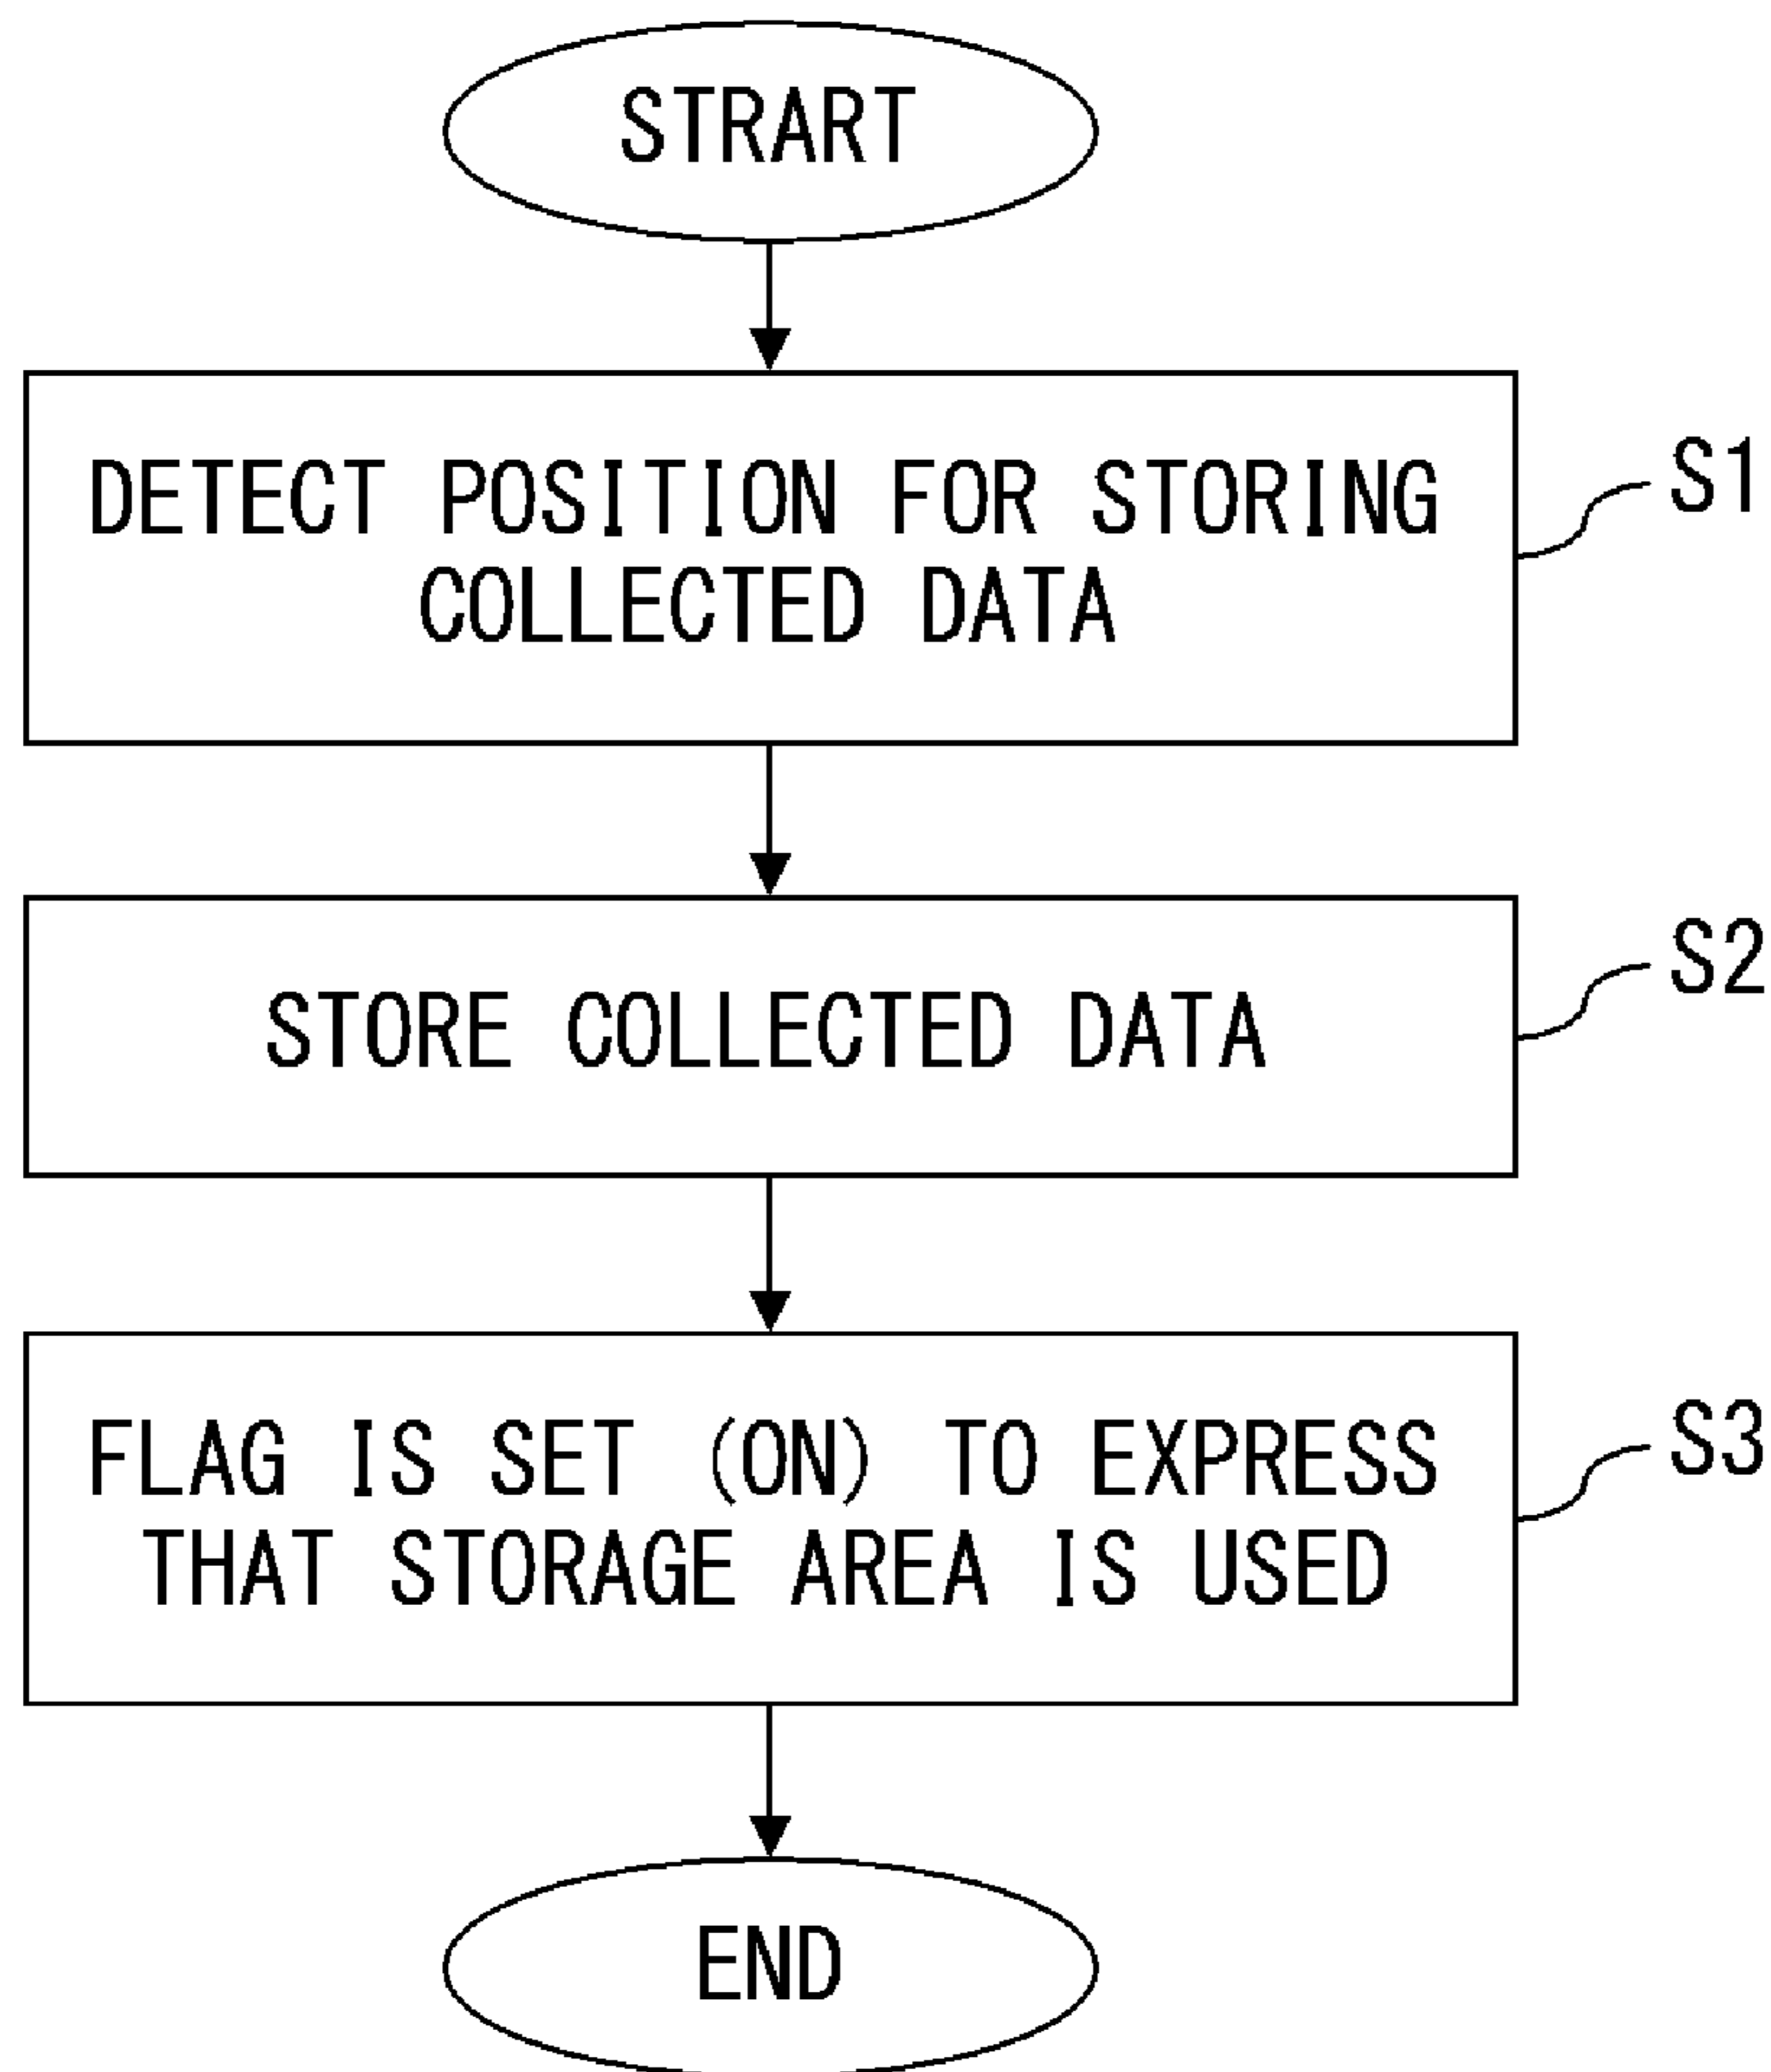 STRART
DETECT POSITION FOR STORING
COLLECTED DATA
S1
STORE COLLECTED DATA
S2
FLAG IS SET (ON) TO EXPRESS
THAT STORAGE AREA IS USED
S3
END